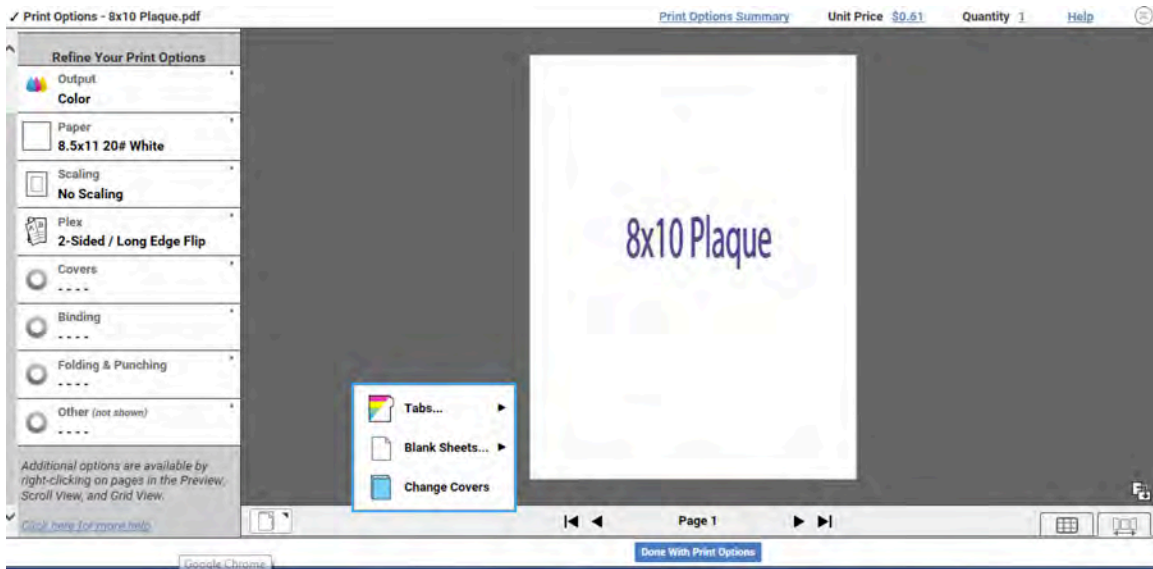 ✓ Print Options - 8x10 Plaque.pdf
Print Options Summary
Unit Price $0.61
Quantity 1
Help
Refine Your Print Options
Output
Color
Paper
8.5x11 20# White
Scaling
No Scaling
Plex
2-Sided / Long Edge Flip
Covers
----
Binding
----
Folding & Punching
----
Other (not shown)
----
Additional options are available by
right-clicking on pages in the Preview,
Scroll View, and Grid View.
Click here for more help
8x10 Plaque
Tabs...
Blank Sheets...
Change Covers
Page 1
Done With Print Options
Google Chrome